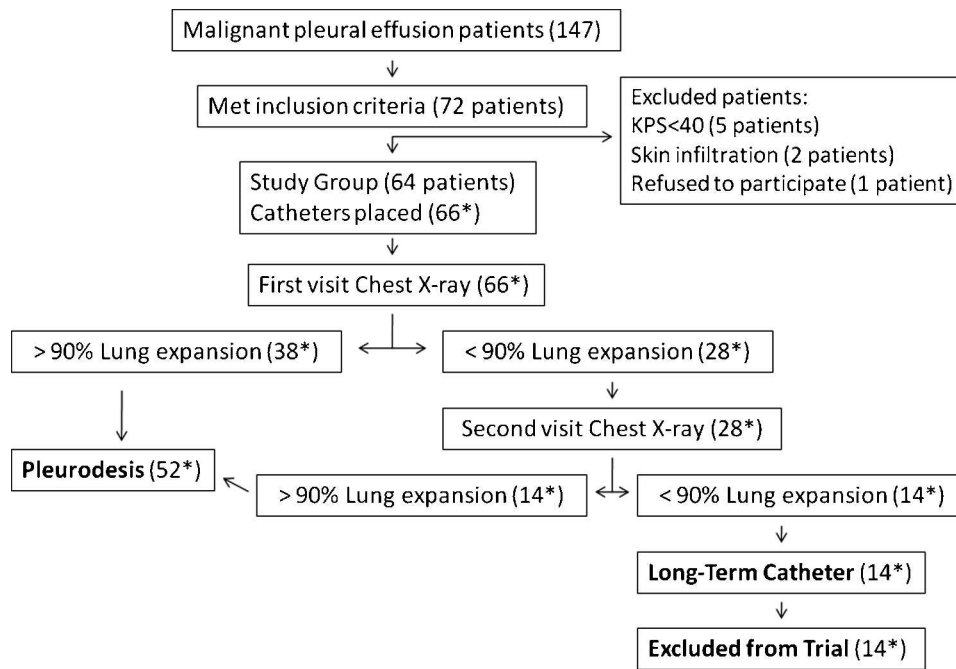 Malignant pleural effusion patients (147)
Met inclusion criteria (72 patients)
Excluded patients:
KPS<40 (5 patients)
Skin infiltration (2 patients)
Refused to participate (1 patient)
Study Group (64 patients)
Catheters placed (66*)
First visit Chest X-ray (66*)
> 90% Lung expansion (38*)
< 90% Lung expansion (28*)
Second visit Chest X-ray (28*)
Pleurodesis (52*)
> 90% Lung expansion (14*)
< 90% Lung expansion (14*)
Long-Term Catheter (14*)
Excluded from Trial (14*)